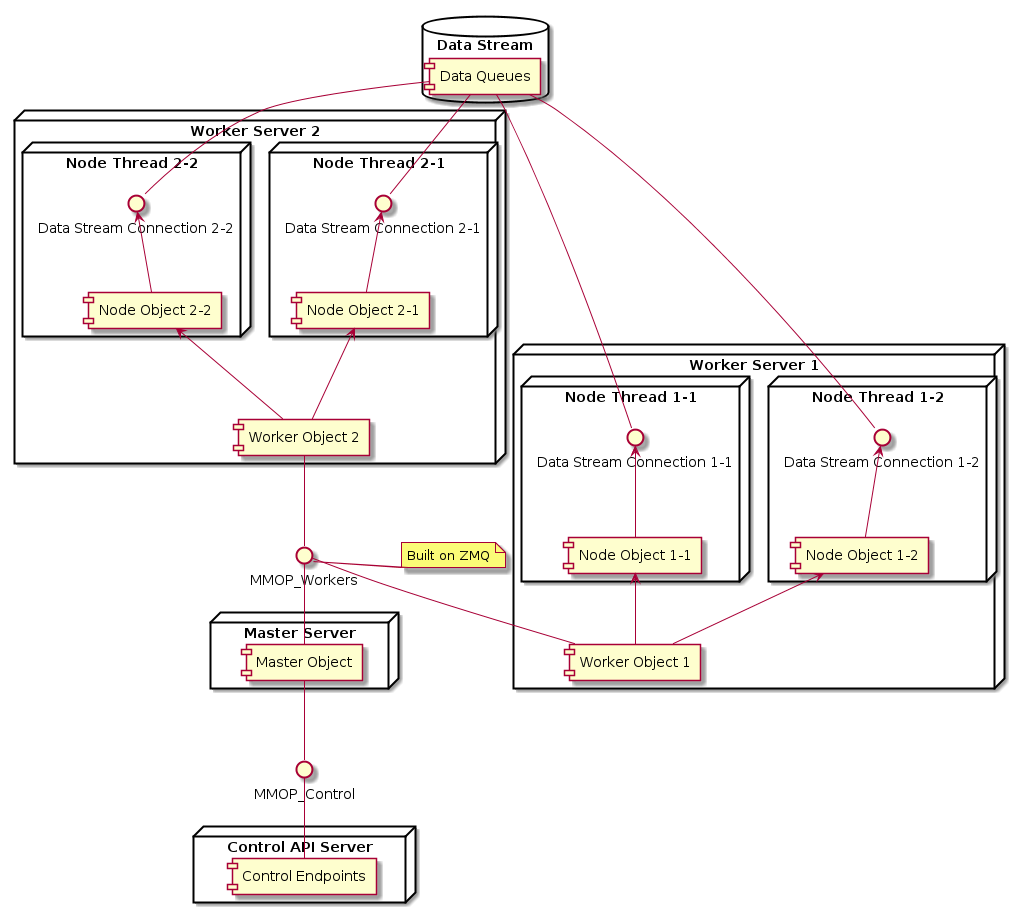 Data Stream
Data Queues
Worker Server 2
Node Thread 2-2
Node Thread 2-1
Data Stream Connection 2-2
Data Stream Connection 2-1
Node Object 2-2
Node Object 2-1
Worker Object 2
Worker Server 1
Node Thread 1-1
Node Thread 1-2
Data Stream Connection 1-1
Data Stream Connection 1-2
Node Object 1-1
Node Object 1-2
Worker Object 1
Built on ZMQ
MMOP_Workers
Master Server
Master Object
MMOP_Control
Control API Server
Control Endpoints